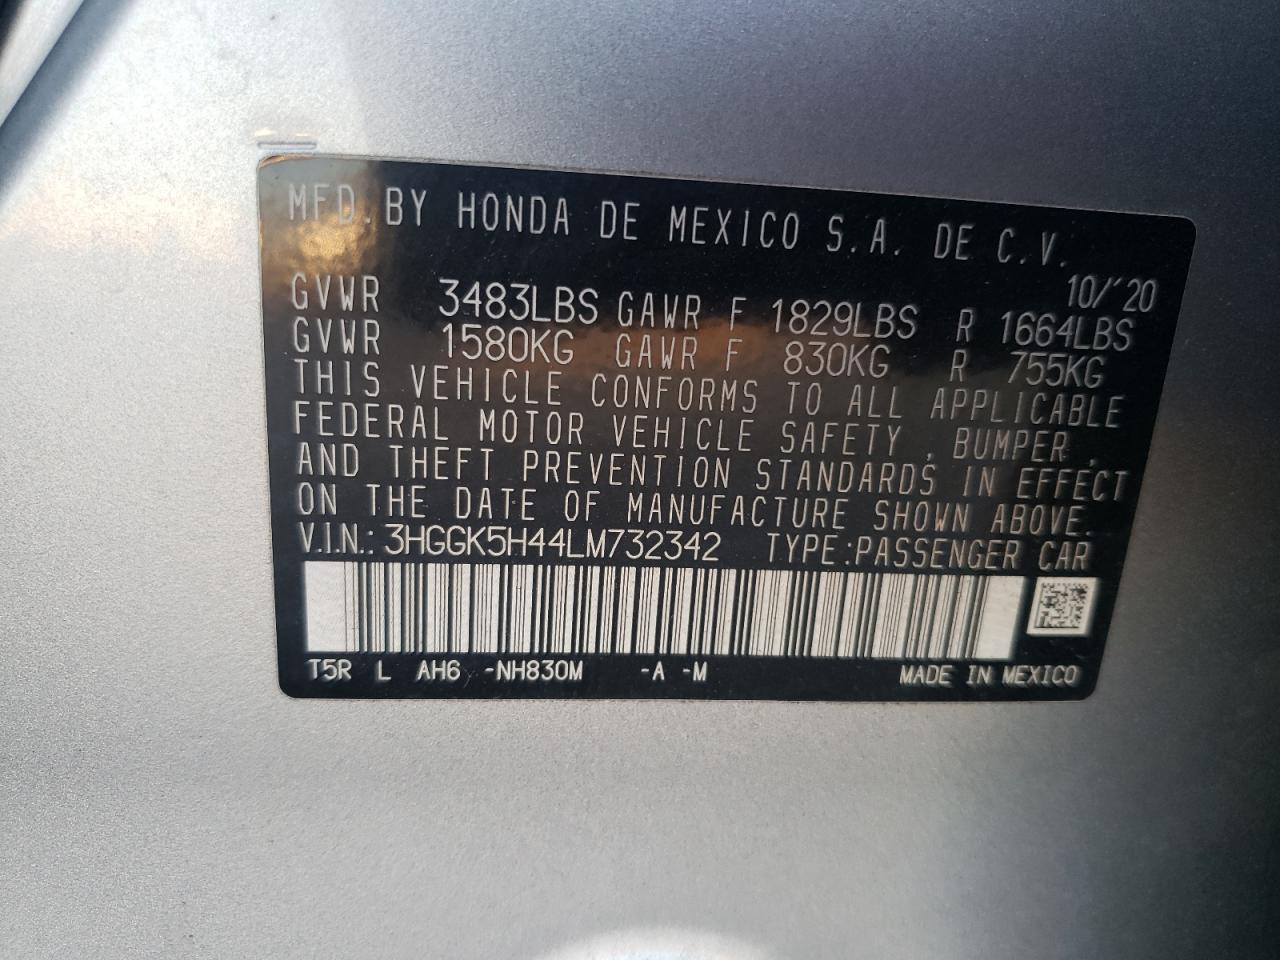 MFD. BY HONDA DE MEXICO S.A. DE C.V.
10/'20
GVWR 3483LBS GAWR F 1829LBS R 1664LBS
GVWR 1580KG GAWR F 830KG R 755KG
THIS VEHICLE CONFORMS TO ALL APPLICABLE
FEDERAL MOTOR VEHICLE SAFETY, BUMPER,
AND THEFT PREVENTION STANDARDS IN EFFECT
ON THE DATE OF MANUFACTURE SHOWN ABOVE.
V.I.N.: 3HGGK5H44LM732342 TYPE:PASSENGER CAR
T5R L AH6 -NH830M -A -M MADE IN MEXICO